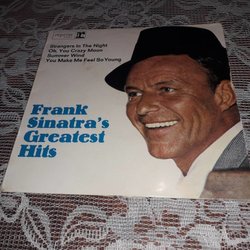 Strangers In The Night
Oh, You Crazy Moon
Summer Wind
You Make Me Feel So Young
Frank
Sinatra's
Greatest
Hits